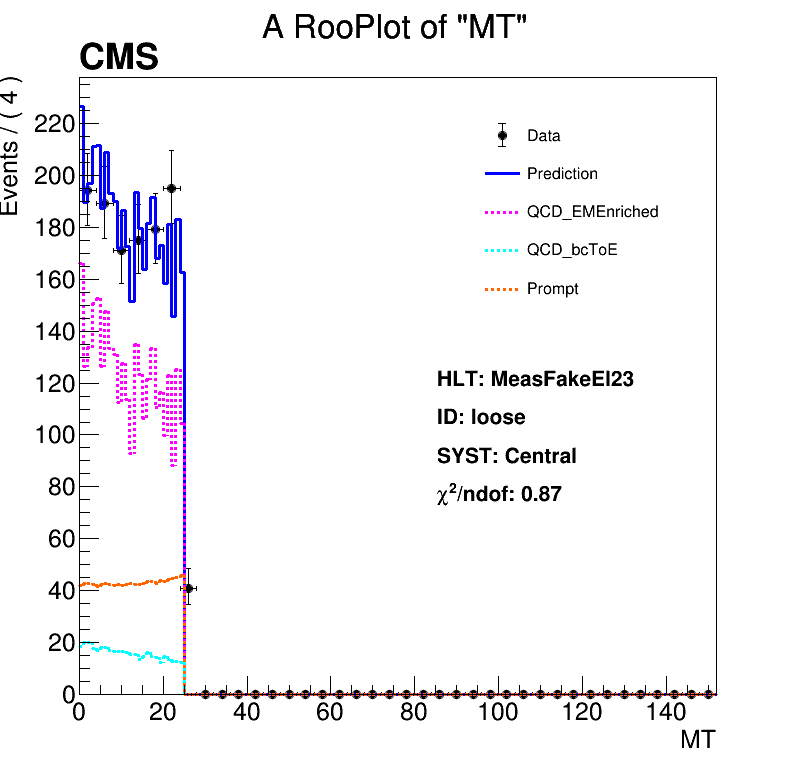 A RooPlot of "MT"
CMS
Events / ( 4 )
220
200
180
160
140
120
100
80
60
40
20
0
Data
Prediction
QCD_EMEnriched
QCD_bcToE
Prompt
HLT: MeasFakeEl23
ID: loose
SYST: Central
χ²/ndof: 0.87
0 20 40 60 80 100 120 140
MT